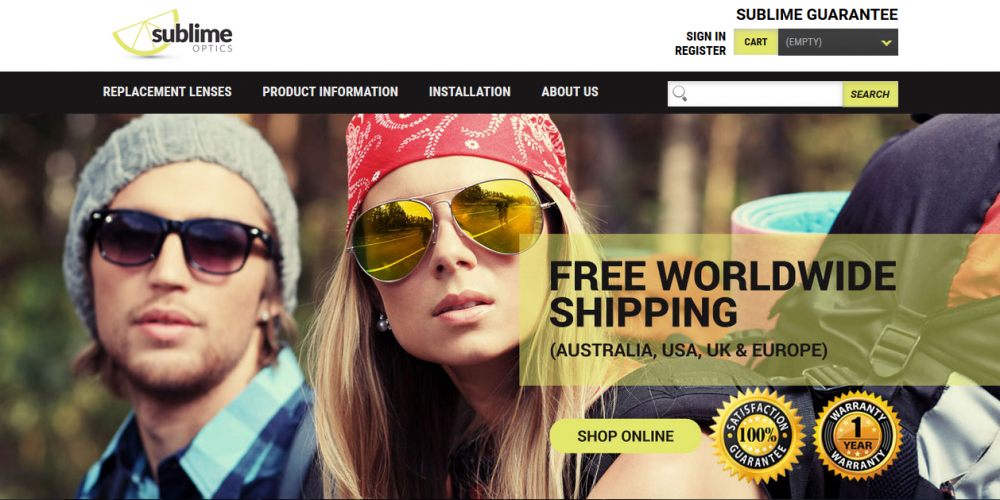 sublime
OPTICS
SUBLIME GUARANTEE
SIGN IN
REGISTER
CART
(EMPTY)
REPLACEMENT LENSES
PRODUCT INFORMATION
INSTALLATION
ABOUT US
SEARCH
FREE WORLDWIDE
SHIPPING
(AUSTRALIA, USA, UK & EUROPE)
SHOP ONLINE
SATISFACTION
100%
GUARANTEE
WARRANTY
1
YEAR
WARRANTY